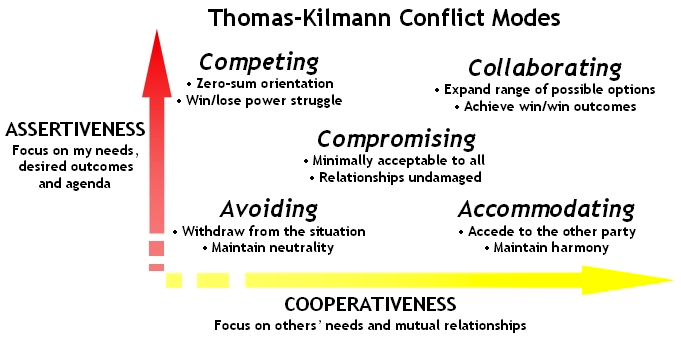 Thomas-Kilmann Conflict Modes
Competing
• Zero-sum orientation
• Win/lose power struggle
Collaborating
• Expand range of possible options
• Achieve win/win outcomes
ASSERTIVENESS
Focus on my needs,
desired outcomes
and agenda
Compromising
• Minimally acceptable to all
• Relationships undamaged
Avoiding
• Withdraw from the situation
• Maintain neutrality
Accommodating
• Accede to the other party
• Maintain harmony
COOPERATIVENESS
Focus on others' needs and mutual relationships